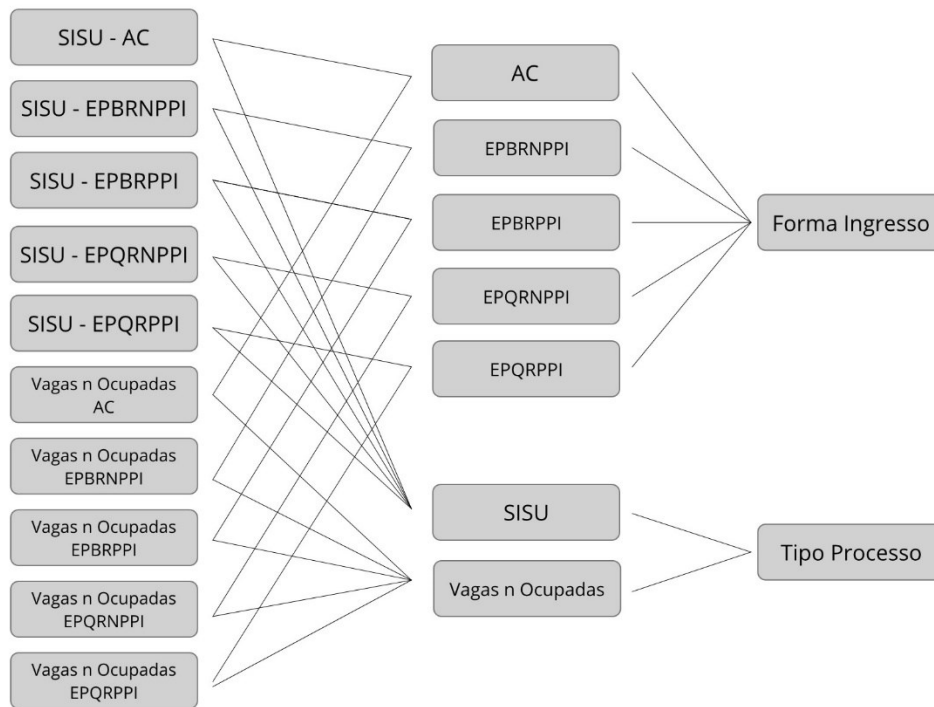 SISU - AC
SISU - EPBRNPPI
SISU - EPBRPPI
SISU - EPQRNPPI
SISU - EPQRPPI
Vagas n Ocupadas
AC
Vagas n Ocupadas
EPBRNPPI
Vagas n Ocupadas
EPBRPPI
Vagas n Ocupadas
EPQRNPPI
Vagas n Ocupadas
EPQRPPI
AC
EPBRNPPI
EPBRPPI
EPQRNPPI
EPQRPPI
SISU
Vagas n Ocupadas
Forma Ingresso
Tipo Processo